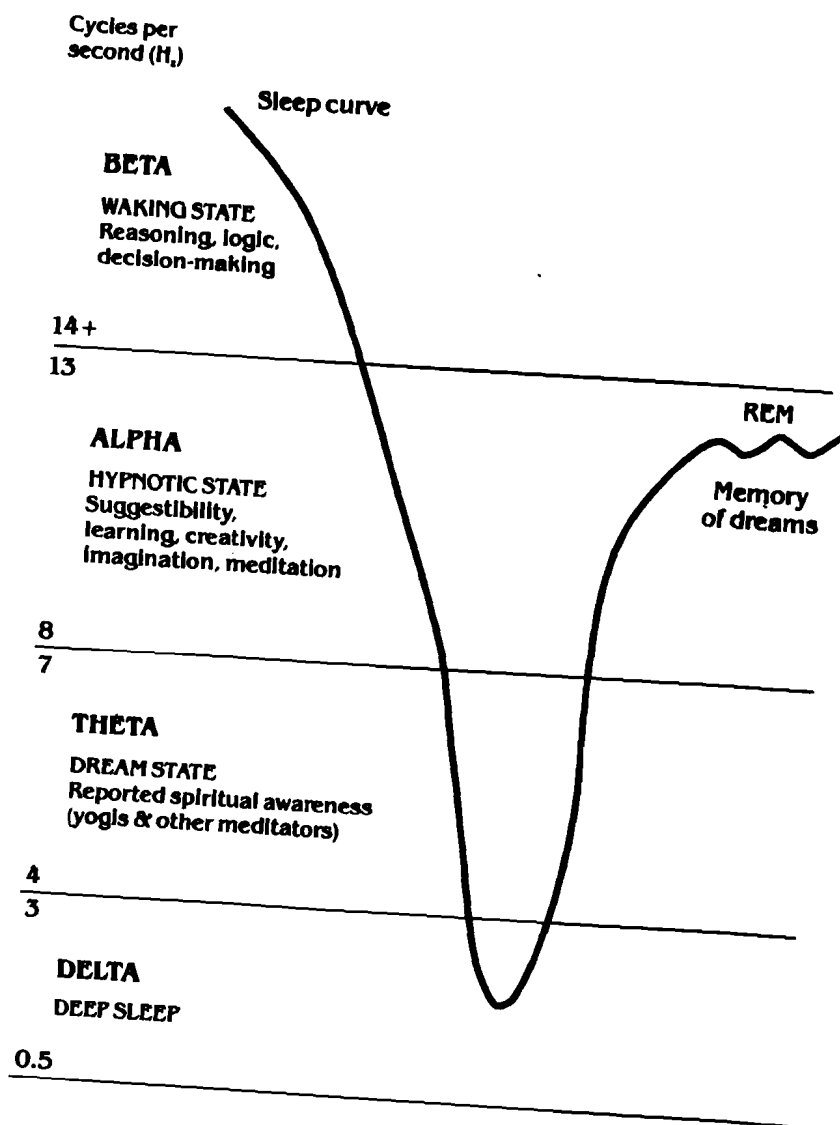 Cycles per
second (Hz)
Sleep curve
BETA
WAKING STATE
Reasoning, logic,
decision-making
14+
13
REM
Memory
of dreams
ALPHA
HYPNOTIC STATE
Suggestibility,
learning, creativity,
imagination, meditation
8
7
THETA
DREAM STATE
Reported spiritual awareness
(yogis & other meditators)
4
3
DELTA
DEEP SLEEP
0.5